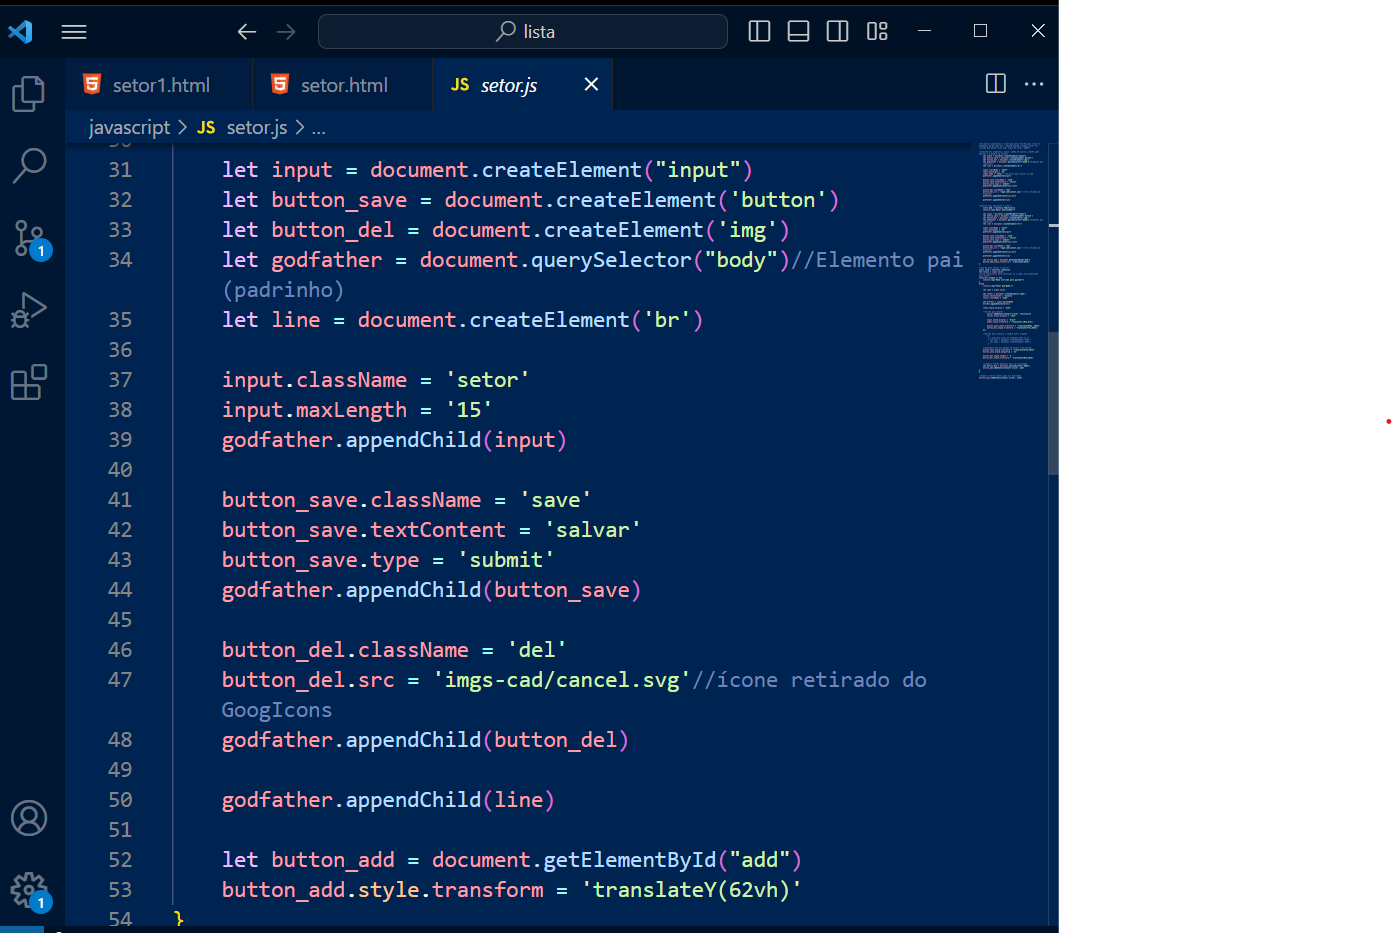 lista
setor1.html
setor.html
JS setor.js
javascript > JS setor.js > ...
31 let input = document.createElement("input")
32 let button_save = document.createElement('button')
33 let button_del = document.createElement('img')
34 let godfather = document.querySelector("body")//Elemento pai
(padrinho)
35 let line = document.createElement('br')
36
37 input.className = 'setor'
38 input.maxLength = '15'
39 godfather.appendChild(input)
40
41 button_save.className = 'save'
42 button_save.textContent = 'salvar'
43 button_save.type = 'submit'
44 godfather.appendChild(button_save)
45
46 button_del.className = 'del'
47 button_del.src = 'imgs-cad/cancel.svg'//ícone retirado do
GoogIcons
48 godfather.appendChild(button_del)
49
50 godfather.appendChild(line)
51
52 let button_add = document.getElementById("add")
53 button_add.style.transform = 'translateY(62vh)'
54 }
1
1